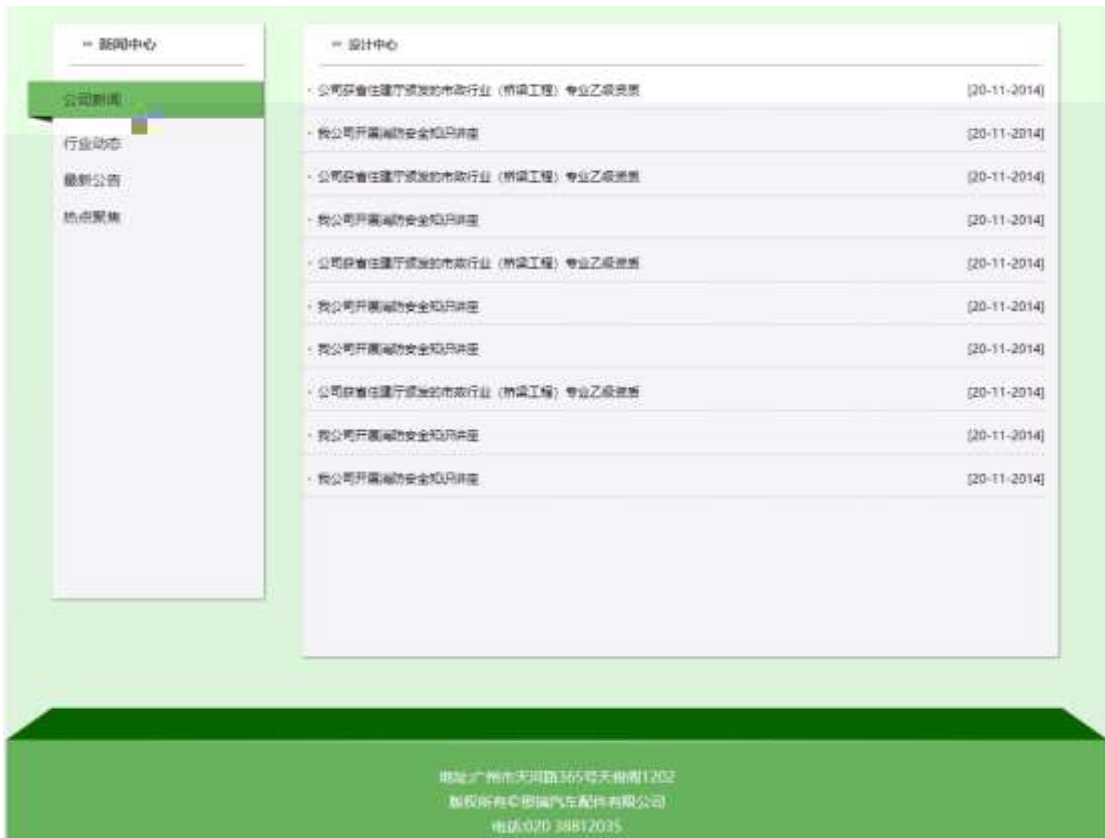 新闻中心
公司新闻
行业动态
最新公告
热点聚焦
设计中心
· 公司获省住建厅颁发的市政行业（桥梁工程）专业乙级资质 [20-11-2014]
· 我公司开展消防安全知识讲座 [20-11-2014]
· 公司获省住建厅颁发的市政行业（桥梁工程）专业乙级资质 [20-11-2014]
· 我公司开展消防安全知识讲座 [20-11-2014]
· 公司获省住建厅颁发的市政行业（桥梁工程）专业乙级资质 [20-11-2014]
· 我公司开展消防安全知识讲座 [20-11-2014]
· 我公司开展消防安全知识讲座 [20-11-2014]
· 公司获省住建厅颁发的市政行业（桥梁工程）专业乙级资质 [20-11-2014]
· 我公司开展消防安全知识讲座 [20-11-2014]
· 我公司开展消防安全知识讲座 [20-11-2014]
地址:广州市天河路365号天俊阁1202
版权所有©汽车配件有限公司
电话:020 38812035